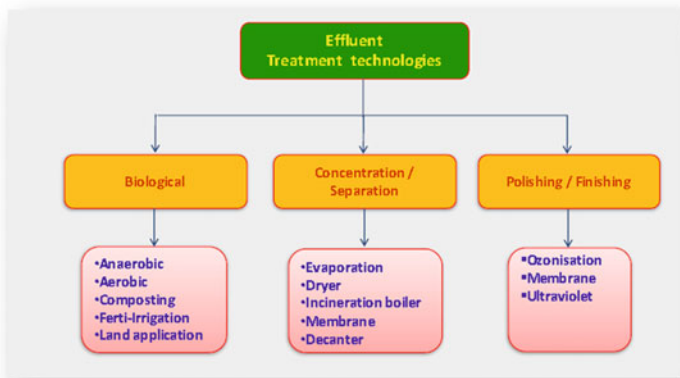 Effluent
Treatment technologies
Biological
Concentration /
Separation
Polishing / Finishing
•Anaerobic
•Aerobic
•Composting
•Ferti-Irrigation
•Land application
•Evaporation
•Dryer
•Incineration boiler
•Membrane
•Decanter
▪Ozonisation
▪Membrane
▪Ultraviolet